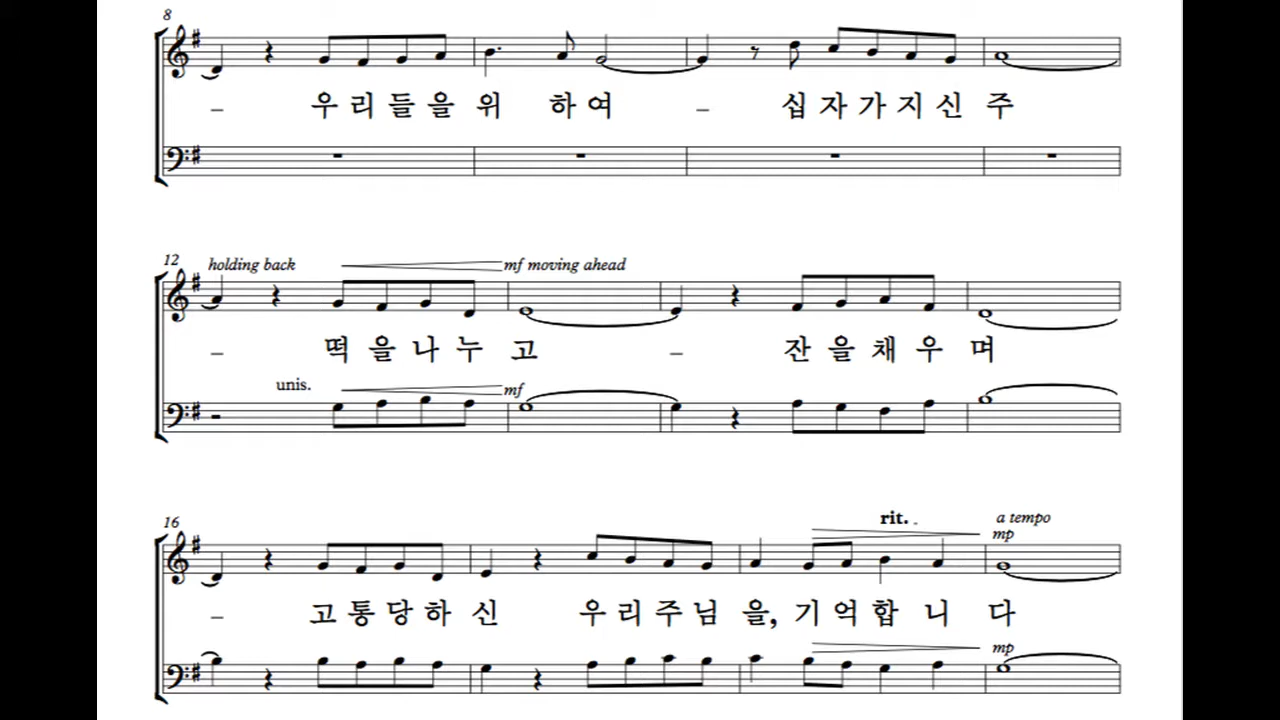 8
– 우리들을위 하여 – 십자가지신 주
12 holding back mf moving ahead
– 떡을나누고 – 잔을채우 며
unis. mf
16 rit. a tempo
mp
– 고통당하 신 우리주님 을, 기억합 니 다
mp